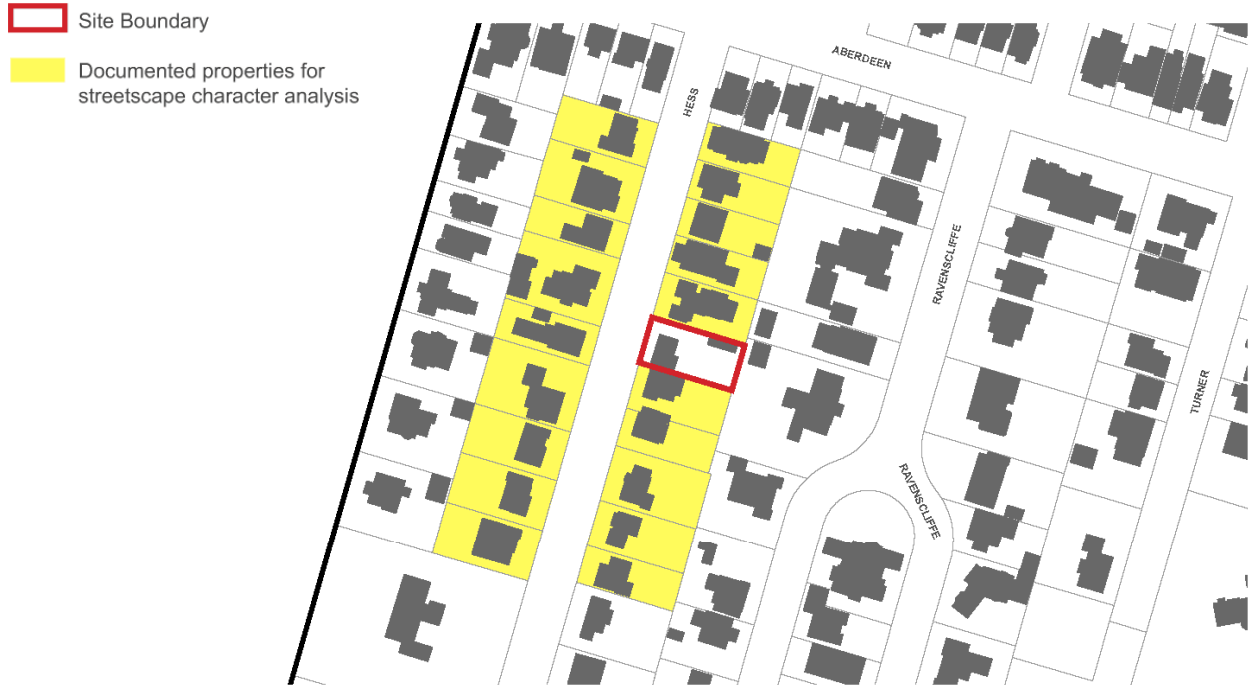 Site Boundary
Documented properties for
streetscape character analysis
ABERDEEN
HESS
RAVENSCLIFFE
RAVENSCLIFFE
TURNER